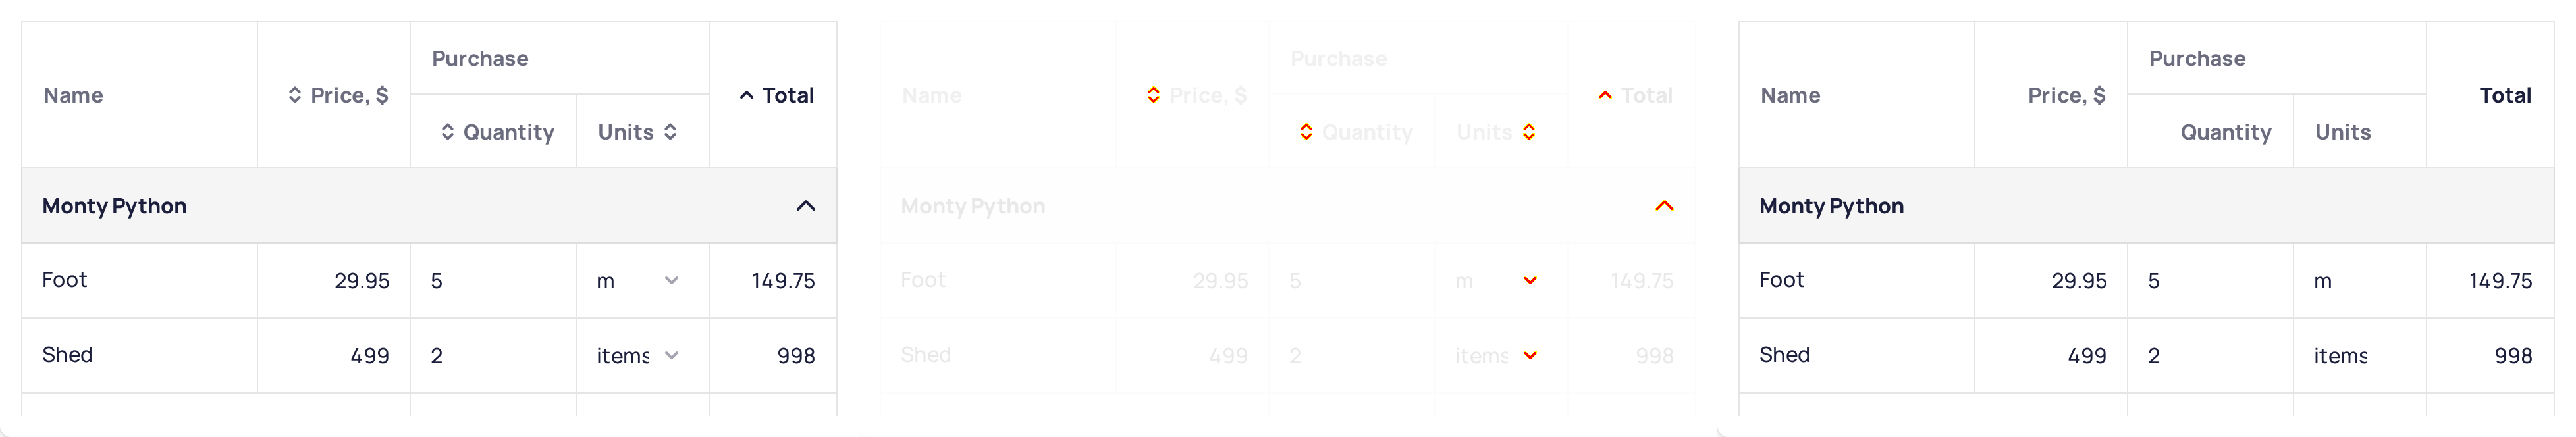 Name
Price, $
Purchase
Quantity
Units
Total
Monty Python
Foot 29.95 5 m 149.75
Shed 499 2 items 998
Name
Price, $
Purchase
Quantity
Units
Total
Monty Python
Foot 29.95 5 m 149.75
Shed 499 2 items 998
Name
Price, $
Purchase
Quantity
Units
Total
Monty Python
Foot 29.95 5 m 149.75
Shed 499 2 items 998